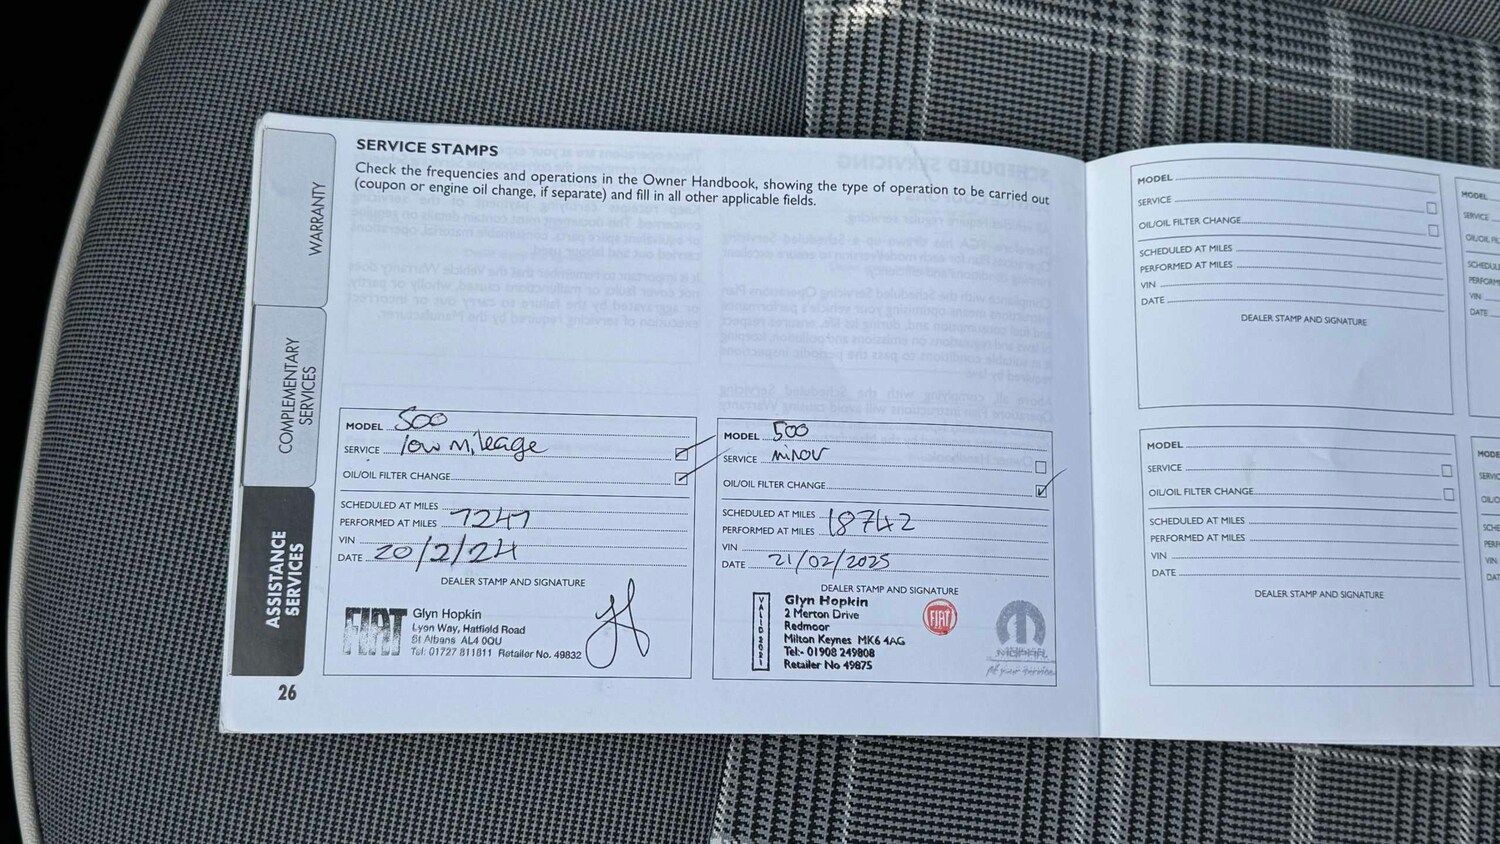 SERVICE STAMPS
Check the frequencies and operations in the Owner Handbook, showing the type of operation to be carried out
(coupon or engine oil change, if separate) and fill in all other applicable fields.
WARRANTY
COMPLEMENTARY
SERVICES
ASSISTANCE
SERVICES
26
MODEL 500
SERVICE low mileage
OIL/OIL FILTER CHANGE
SCHEDULED AT MILES
PERFORMED AT MILES 7247
VIN
DATE 20/2/24
DEALER STAMP AND SIGNATURE
FIAT
Glyn Hopkin
Lyon Way, Hatfield Road
St Albans AL4 0QU
Tel: 01727 811811 Retailer No. 49832
MODEL 500
SERVICE minor
OIL/OIL FILTER CHANGE
SCHEDULED AT MILES
PERFORMED AT MILES 18742
VIN
DATE 21/02/2025
DEALER STAMP AND SIGNATURE
VALID 2021
Glyn Hopkin
2 Merton Drive
Redmoor
Milton Keynes MK6 4AG
Tel:- 01908 249808
Retailer No 49875
FIAT
MOPAR
At your service
MODEL
SERVICE
OIL/OIL FILTER CHANGE
SCHEDULED AT MILES
PERFORMED AT MILES
VIN
DATE
DEALER STAMP AND SIGNATURE
MODEL
SERVICE
OIL/OIL FILTER CHANGE
SCHEDULED AT MILES
PERFORMED AT MILES
VIN
DATE
DEALER STAMP AND SIGNATURE
MODEL
SERVICE
VIN
DATE